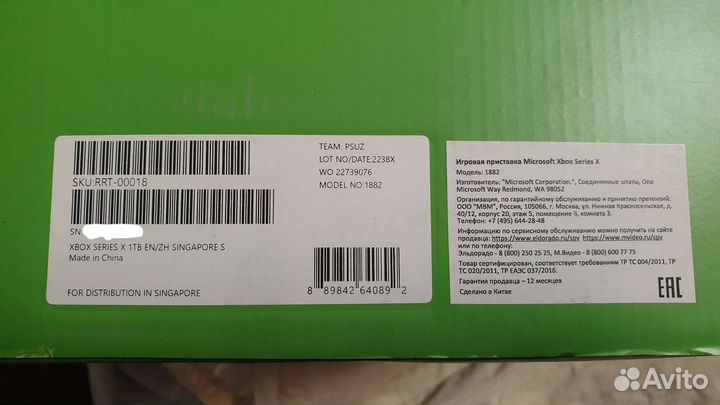 TEAM: PSUZ
LOT NO/DATE:2238X
WO 22739076
MODEL NO 1882
SKU:RRT-00018
SN:
XBOX SERIES X 1TB EN/ZH SINGAPORE S
Made in China
FOR DISTRIBUTION IN SINGAPORE
8 89842 64089 2
Игровая приставка Microsoft Xbox Series X
Модель: 1882
Изготовитель: "Microsoft Corporation.", Соединенные штаты, One
Microsoft Way Redmond, WA 98052
Организация, по гарантийному обслуживанию и принятию претензий:
ООО "МВМ", Россия, 105066, г. Москва, ул. Нижняя Красносельская, д.
40/12, корпус 20, этаж 5, помещение II, комната 3.
Телефон: +7 (495) 644-28-48
Информацию по сервисному обслуживанию вы получите на сайте
продавца: https://www.eldorado.ru/spv https://www.mvideo.ru/spv
или по телефону:
Эльдорадо - 8 (800) 250 25 25, М.Видео - 8 (800) 600 77 75
Товар сертифицирован, соответствует требованиям ТР ТС 004/2011, ТР
ТС 020/2011, ТР ЕАЭС 037/2016.
Гарантия продавца – 12 месяцев
Сделано в Китае
EAC
Avito